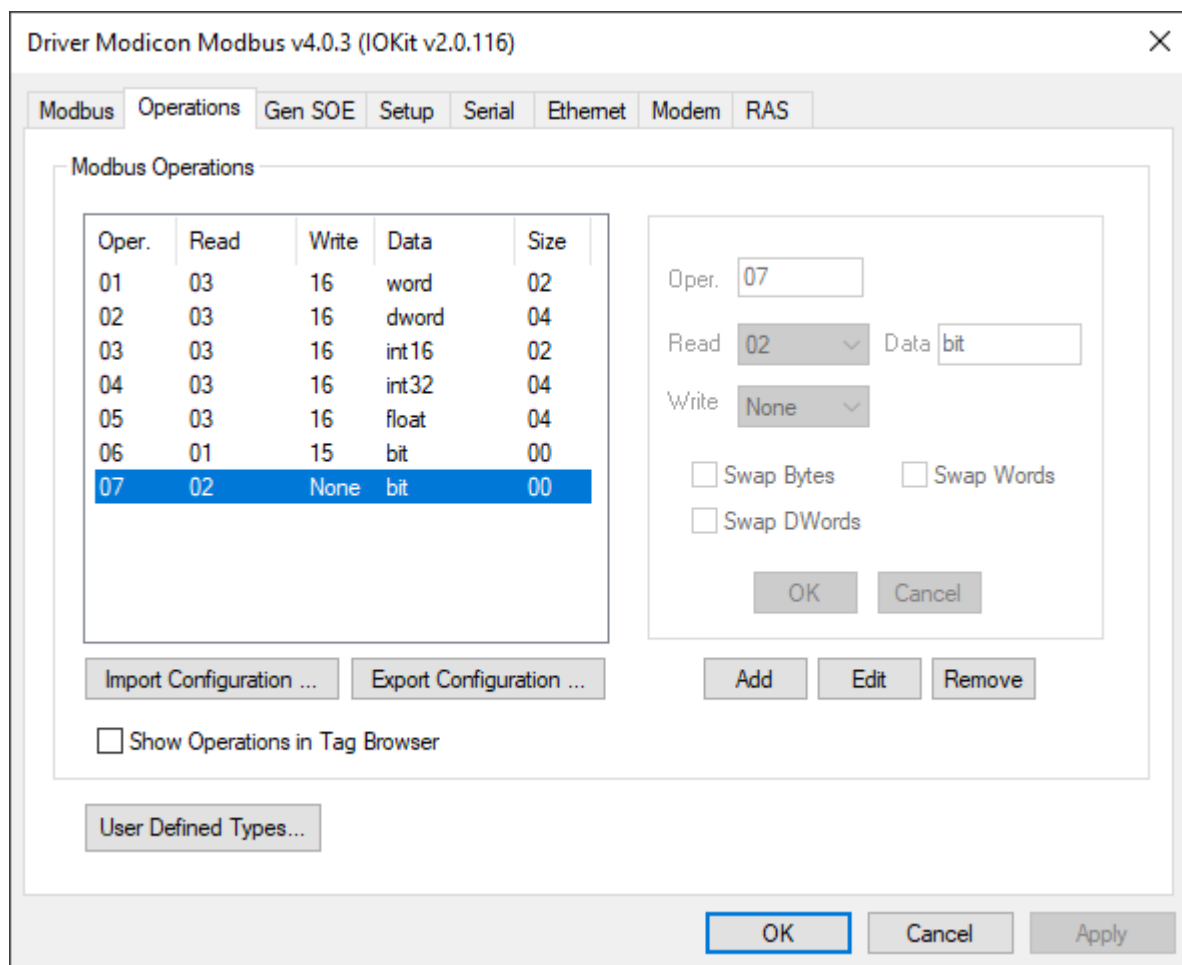 Driver Modicon Modbus v4.0.3 (IOKit v2.0.116)
Modbus Operations Gen SOE Setup Serial Ethernet Modem RAS
Modbus Operations
Oper. Read Write Data Size
01 03 16 word 02
02 03 16 dword 04
03 03 16 int16 02
04 03 16 int32 04
05 03 16 float 04
06 01 15 bit 00
07 02 None bit 00
Oper. 07
Read 02 Data bit
Write None
Swap Bytes Swap Words
Swap DWords
OK Cancel
Import Configuration ... Export Configuration ... Add Edit Remove
Show Operations in Tag Browser
User Defined Types...
OK Cancel Apply